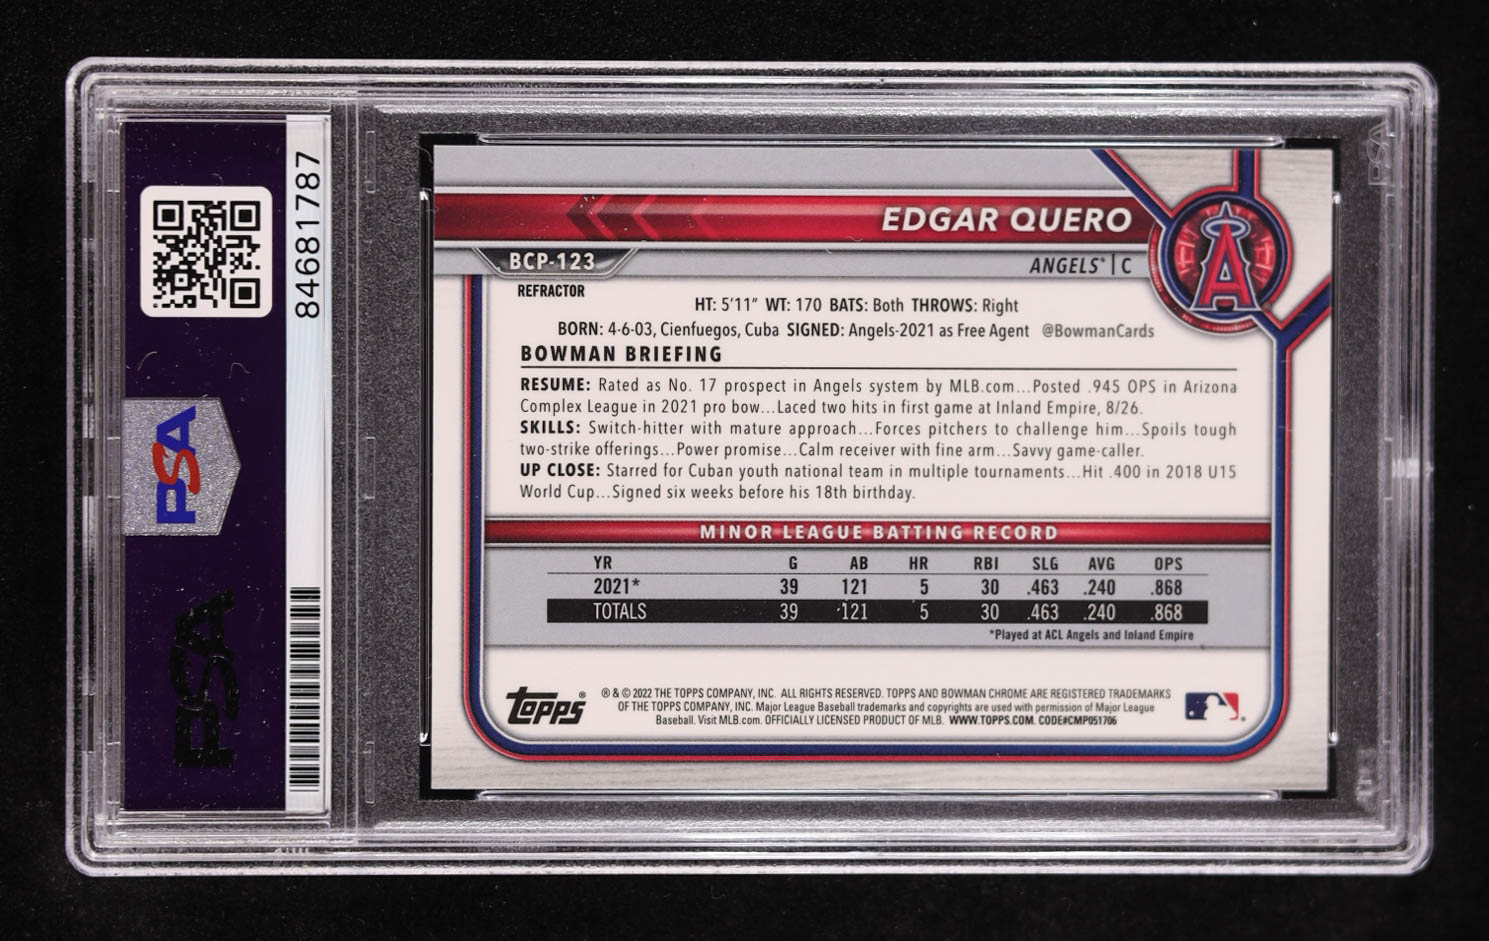 84681787
PSA
PSA
EDGAR QUERO
BCP-123
ANGELS* | C
REFRACTOR
HT: 5'11" WT: 170 BATS: Both THROWS: Right
BORN: 4-6-03, Cienfuegos, Cuba SIGNED: Angels-2021 as Free Agent @BowmanCards
BOWMAN BRIEFING
RESUME: Rated as No. 17 prospect in Angels system by MLB.com...Posted .945 OPS in Arizona
Complex League in 2021 pro bow...Laced two hits in first game at Inland Empire, 8/26.
SKILLS: Switch-hitter with mature approach...Forces pitchers to challenge him...Spoils tough
two-strike offerings...Power promise...Calm receiver with fine arm...Savvy game-caller.
UP CLOSE: Starred for Cuban youth national team in multiple tournaments...Hit .400 in 2018 U15
World Cup...Signed six weeks before his 18th birthday.
MINOR LEAGUE BATTING RECORD
YR G AB HR RBI SLG AVG OPS
2021* 39 121 5 30 .463 .240 .868
TOTALS 39 121 5 30 .463 .240 .868
*Played at ACL Angels and Inland Empire
Topps®
® & © 2022 THE TOPPS COMPANY, INC. ALL RIGHTS RESERVED. TOPPS AND BOWMAN CHROME ARE REGISTERED TRADEMARKS
OF THE TOPPS COMPANY, INC. Major League Baseball trademarks and copyrights are used with permission of Major League
Baseball. Visit MLB.com. OFFICIALLY LICENSED PRODUCT OF MLB. WWW.TOPPS.COM. CODE#CMP051706
A
PSA